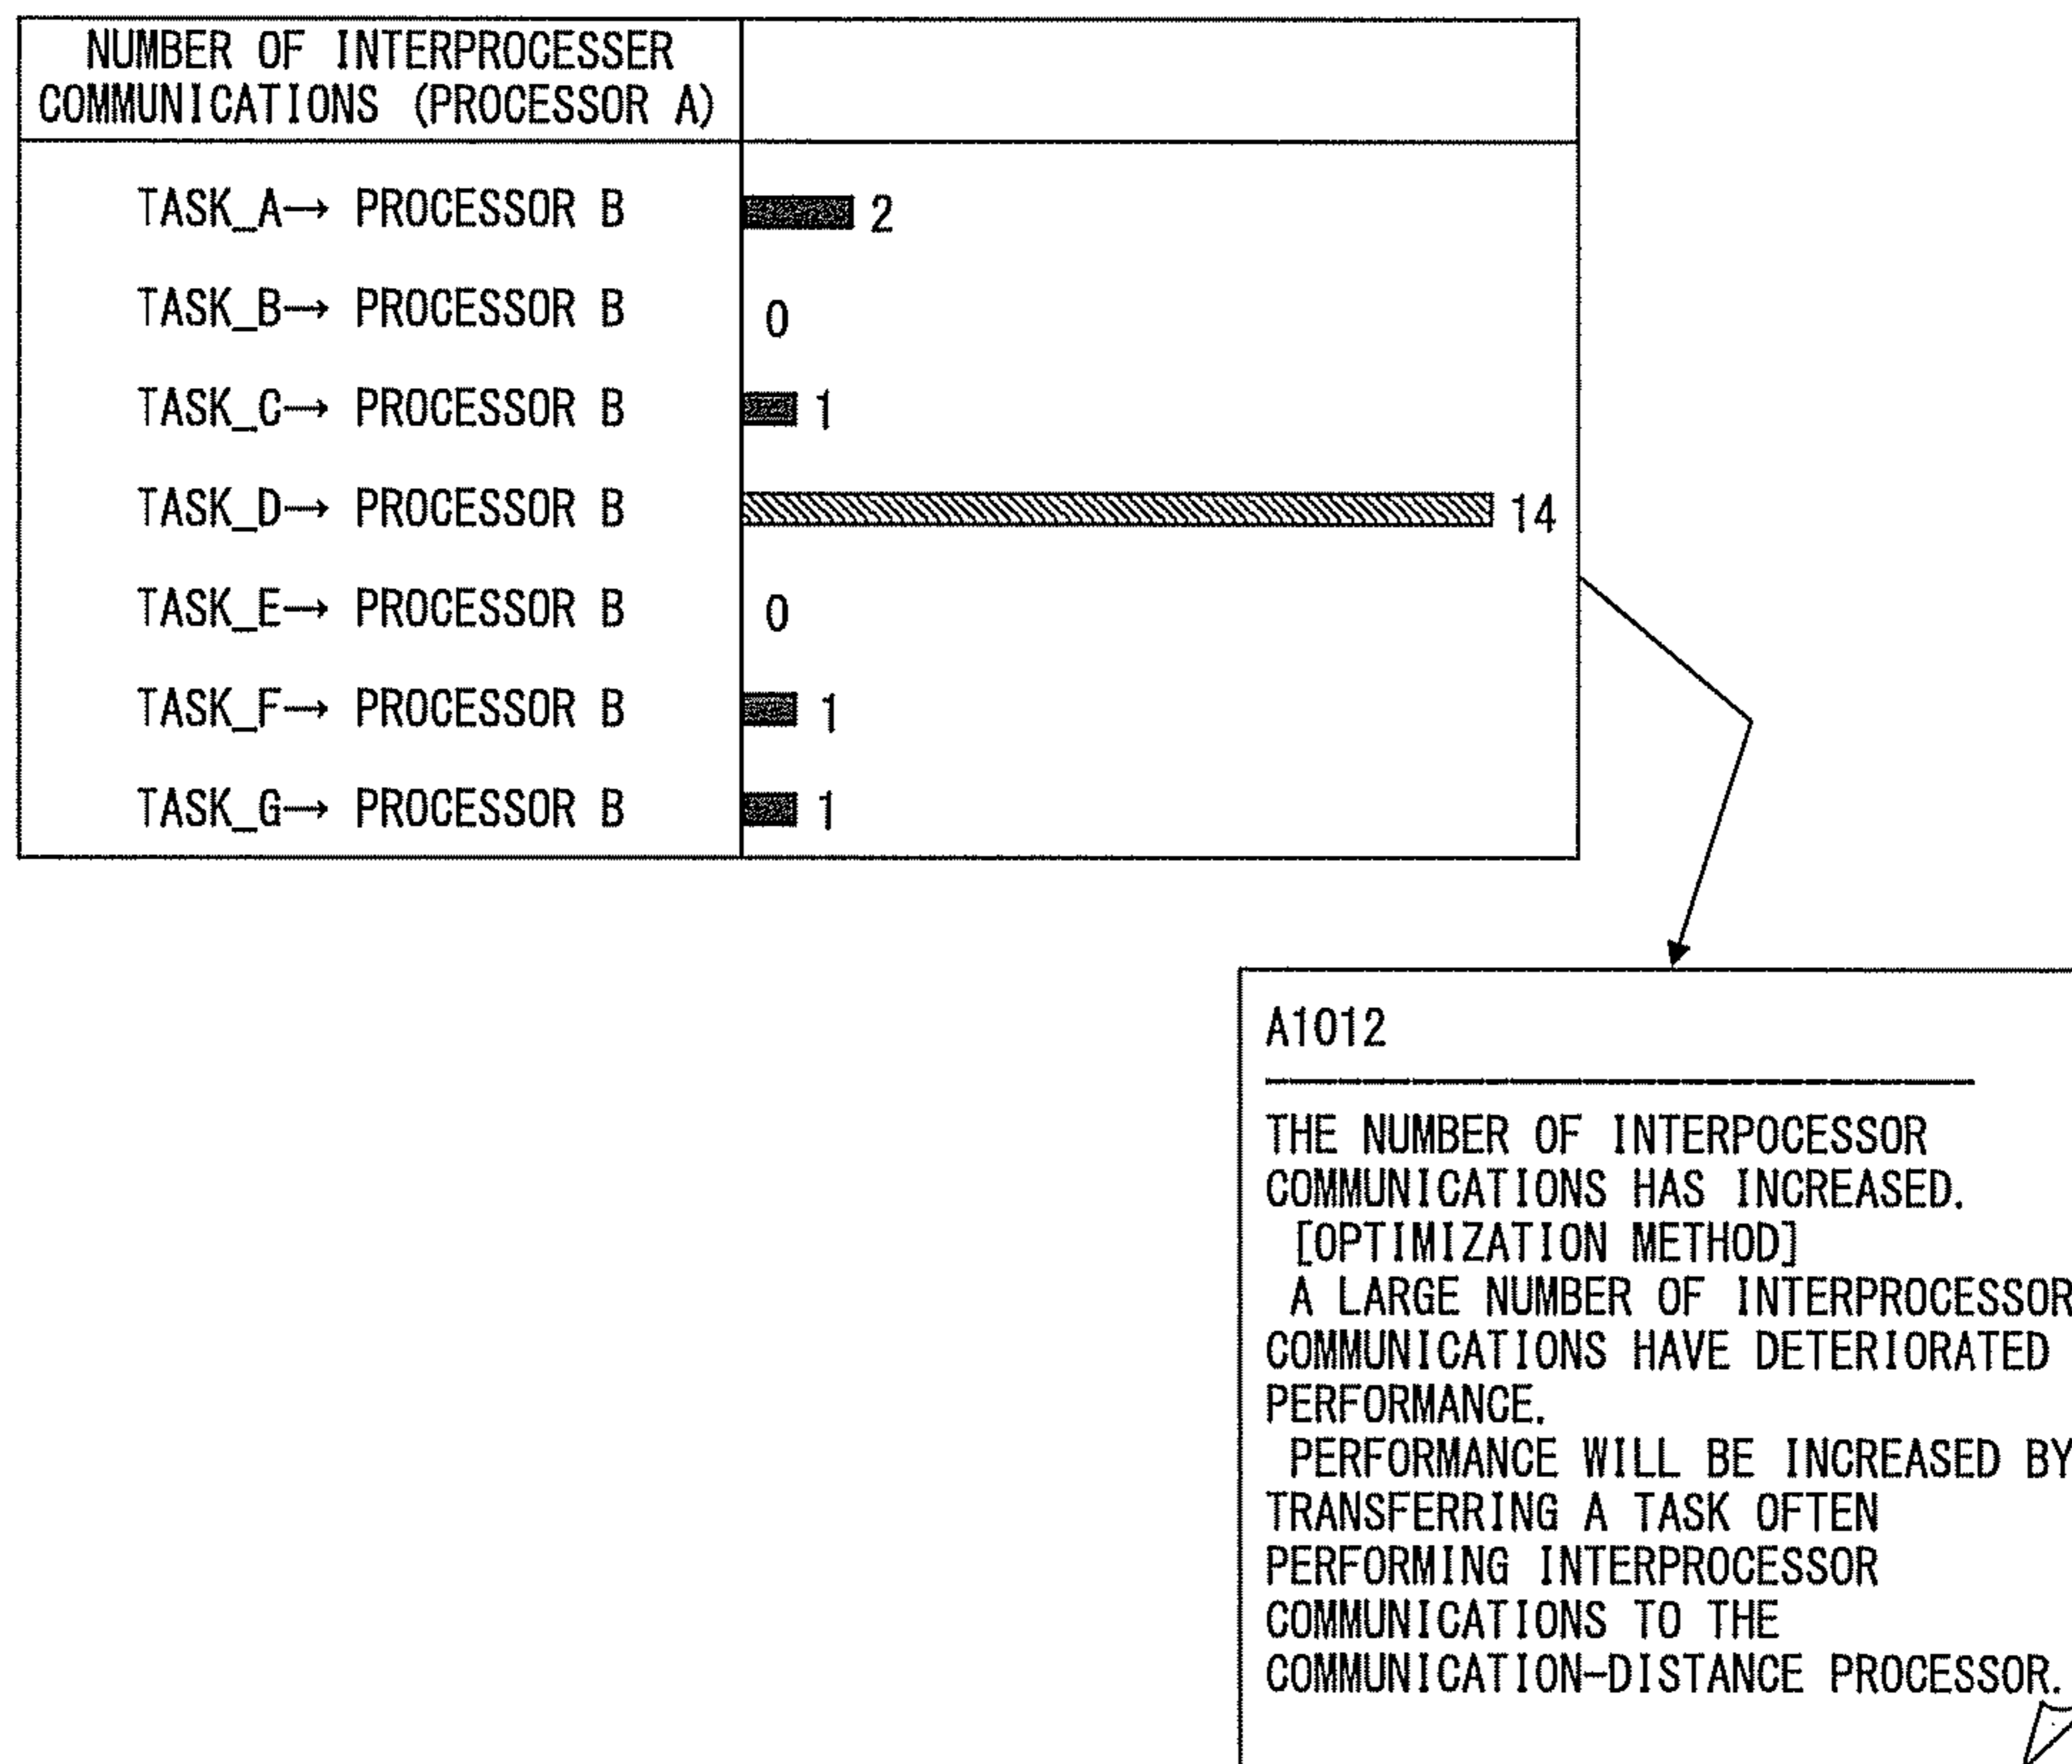 NUMBER OF INTERPROCESSER
COMMUNICATIONS (PROCESSOR A)
TASK_A→ PROCESSOR B 2
TASK_B→ PROCESSOR B 0
TASK_C→ PROCESSOR B 1
TASK_D→ PROCESSOR B 14
TASK_E→ PROCESSOR B 0
TASK_F→ PROCESSOR B 1
TASK_G→ PROCESSOR B 1
A1012
THE NUMBER OF INTERPOCESSOR
COMMUNICATIONS HAS INCREASED.
[OPTIMIZATION METHOD]
A LARGE NUMBER OF INTERPROCESSOR
COMMUNICATIONS HAVE DETERIORATED
PERFORMANCE.
PERFORMANCE WILL BE INCREASED BY
TRANSFERRING A TASK OFTEN
PERFORMING INTERPROCESSOR
COMMUNICATIONS TO THE
COMMUNICATION-DISTANCE PROCESSOR.